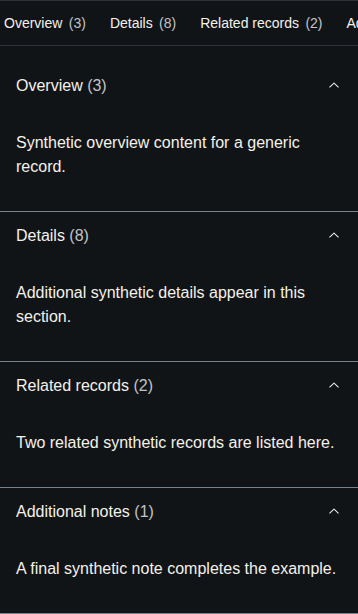 Overview (3) Details (8) Related records (2)
Overview (3)
Synthetic overview content for a generic
record.
Details (8)
Additional synthetic details appear in this
section.
Related records (2)
Two related synthetic records are listed here.
Additional notes (1)
A final synthetic note completes the example.